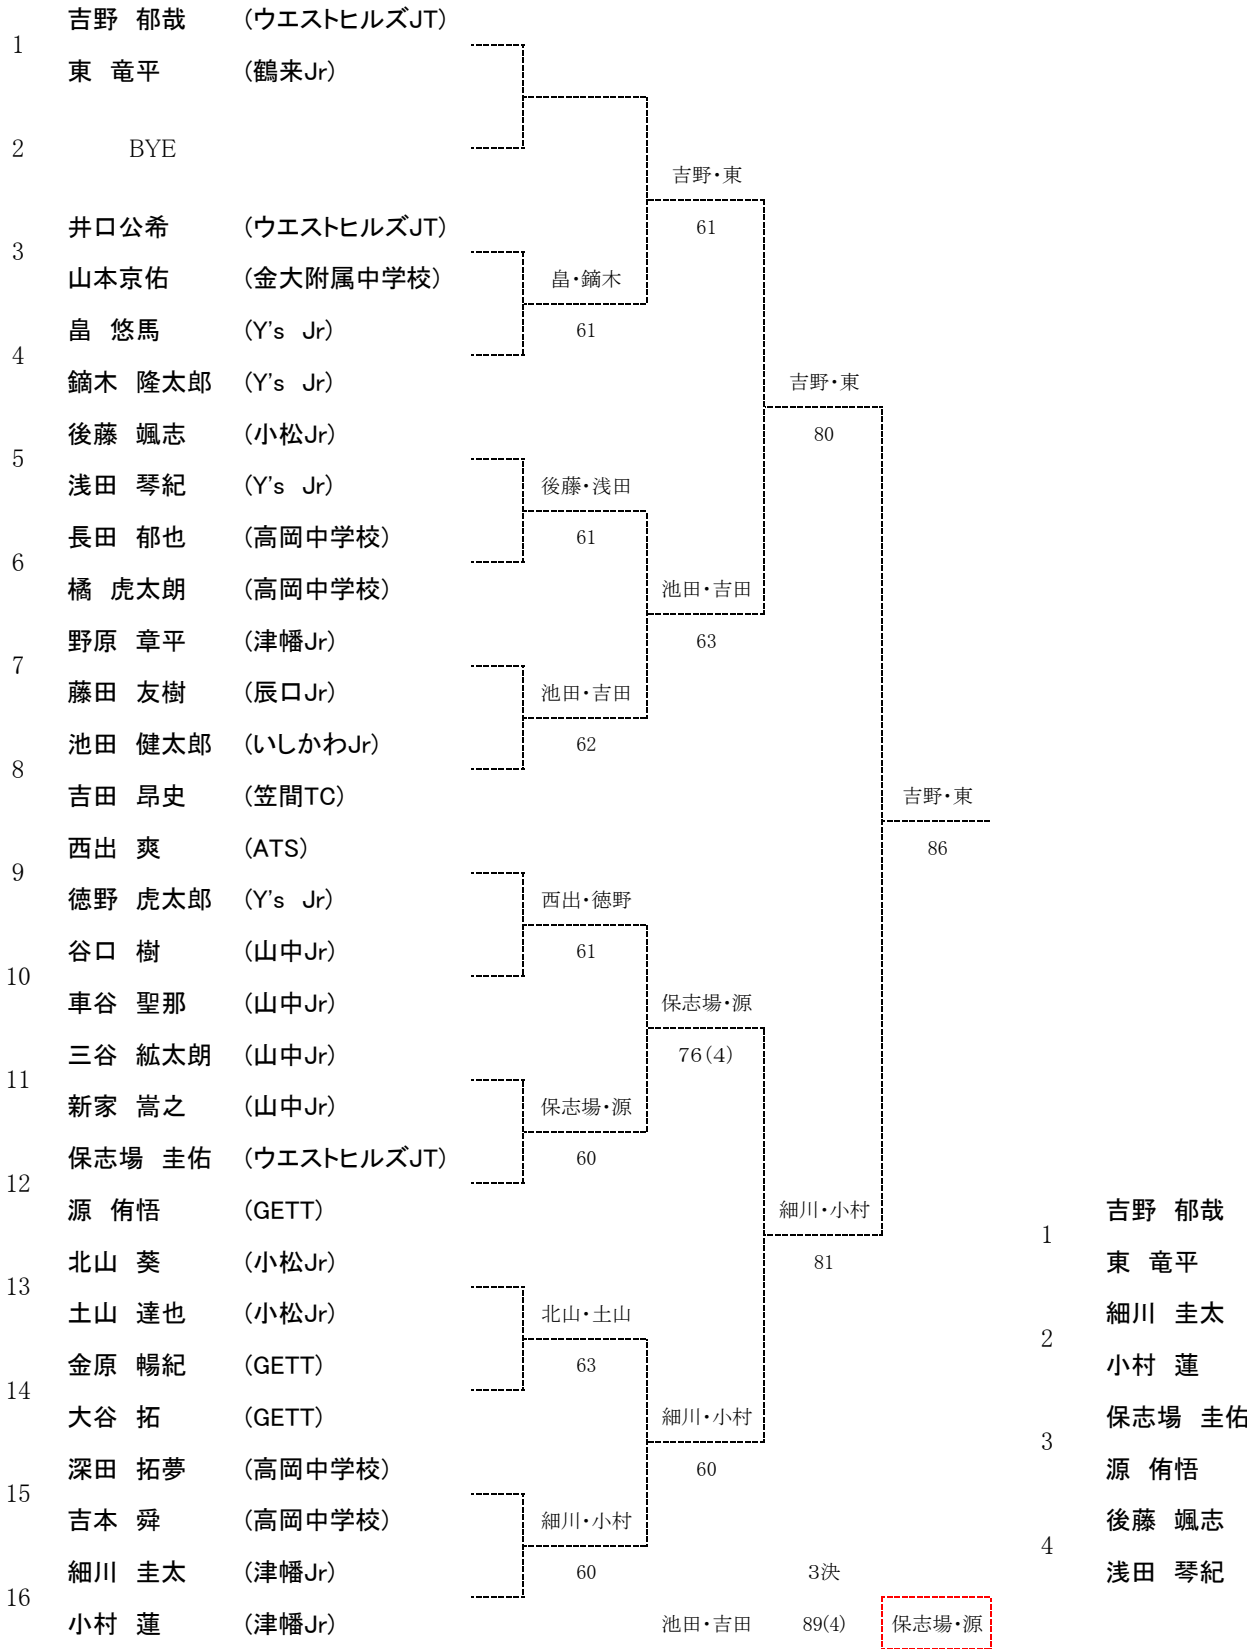 吉野 郁哉 (ウエストヒルズJT)
1
東 竜平 (鶴来Jr)
2 BYE
吉野・東
井口公希 (ウエストヒルズJT) 61
3
山本京佑 (金大附属中学校) 畠・鏑木
畠 悠馬 (Y's Jr) 61
4
鏑木 隆太郎 (Y's Jr) 吉野・東
後藤 颯志 (小松Jr) 80
5
浅田 琴紀 (Y's Jr) 後藤・浅田
長田 郁也 (高岡中学校) 61
6
橘 虎太朗 (高岡中学校) 池田・吉田
野原 章平 (津幡Jr) 63
7
藤田 友樹 (辰口Jr) 池田・吉田
池田 健太郎 (いしかわJr) 62
8
吉田 昂史 (笠間TC) 吉野・東
西出 爽 (ATS) 86
9
徳野 虎太郎 (Y's Jr) 西出・徳野
谷口 樹 (山中Jr) 61
10
車谷 聖那 (山中Jr) 保志場・源
三谷 紘太朗 (山中Jr) 76(4)
11
新家 嵩之 (山中Jr) 保志場・源
保志場 圭佑 (ウエストヒルズJT) 60
12
源 侑悟 (GETT) 細川・小村 吉野 郁哉
1
北山 葵 (小松Jr) 81 東 竜平
13
土山 達也 (小松Jr) 北山・土山 細川 圭太
2
金原 暢紀 (GETT) 63 小村 蓮
14
大谷 拓 (GETT) 細川・小村 保志場 圭佑
3
深田 拓夢 (高岡中学校) 60 源 侑悟
15
吉本 舜 (高岡中学校) 細川・小村 後藤 颯志
4
細川 圭太 (津幡Jr) 60 3決 浅田 琴紀
16
小村 蓮 (津幡Jr) 池田・吉田 89(4) 保志場・源